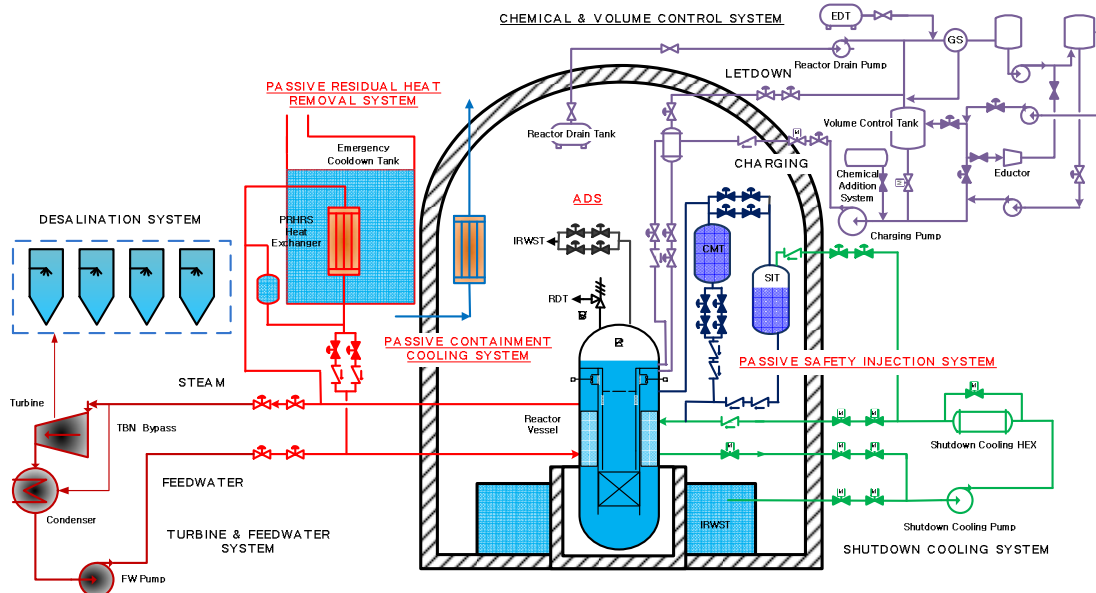 CHEMICAL & VOLUME CONTROL SYSTEM
EDT
GS
Reactor Drain Pump
LETDOWN
PASSIVE RESIDUAL HEAT
REMOVAL SYSTEM
Reactor Drain Tank
Volume Control Tank
Emergency
Cooldown Tank
CHARGING
M
Chemical
Addition
System
M
Eductor
ADS
DESALINATION SYSTEM
PRHRS
Heat
Exchanger
IRWST
CMT
Charging Pump
SIT
RDT
PASSIVE CONTAINMENT
COOLING SYSTEM
PASSIVE SAFETY INJECTION SYSTEM
STEAM
M
Turbine
TBN Bypass
Reactor
Vessel
M
M
Shutdown Cooling HEX
M
M
M
FEEDWATER
Condenser
M
M
IRWST
Shutdown Cooling Pump
TURBINE & FEEDWATER
SYSTEM
SHUTDOWN COOLING SYSTEM
FW Pump